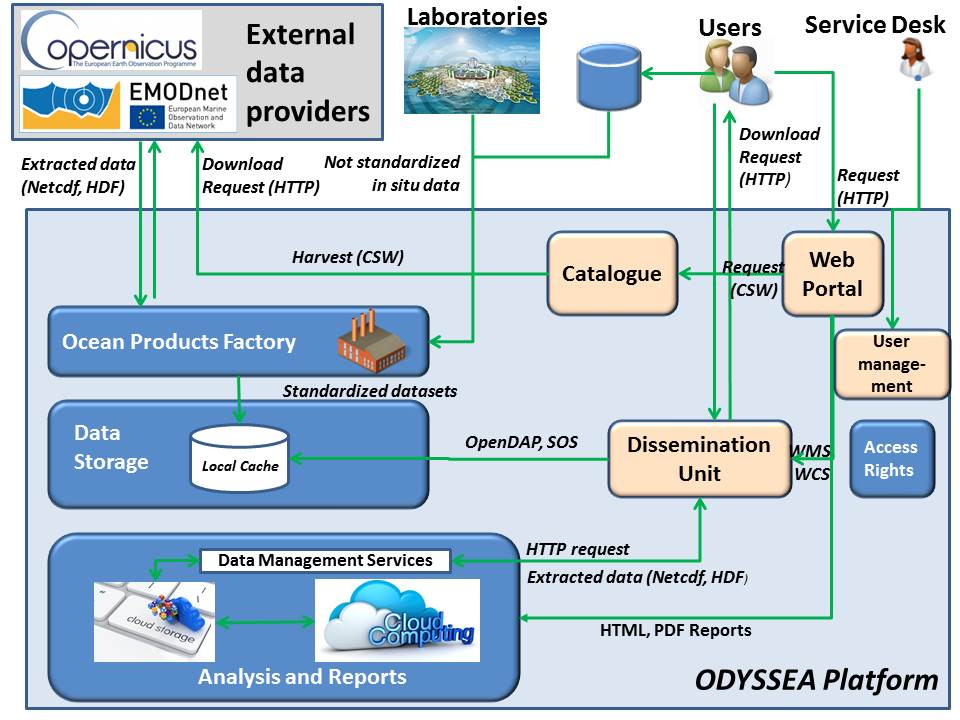 opernicus
The European Earth Observation Programme
EMODnet
European Marine
Observation and
Data Network
External
data
providers
Laboratories
Users
Service Desk
Extracted data
(Netcdf, HDF)
Download
Request (HTTP)
Not standardized
in situ data
Download
Request
(HTTP)
Request
(HTTP)
Harvest (CSW)
Catalogue
Request
(CSW)
Web
Portal
Ocean Products Factory
User
manage-
ment
Standardized datasets
Data
Storage
Local Cache
OpenDAP, SOS
Dissemination
Unit
WMS
WCS
Access
Rights
Data Management Services
HTTP request
Extracted data (Netcdf, HDF)
cloud storage
Cloud
Computing
HTML, PDF Reports
Analysis and Reports
ODYSSEA Platform